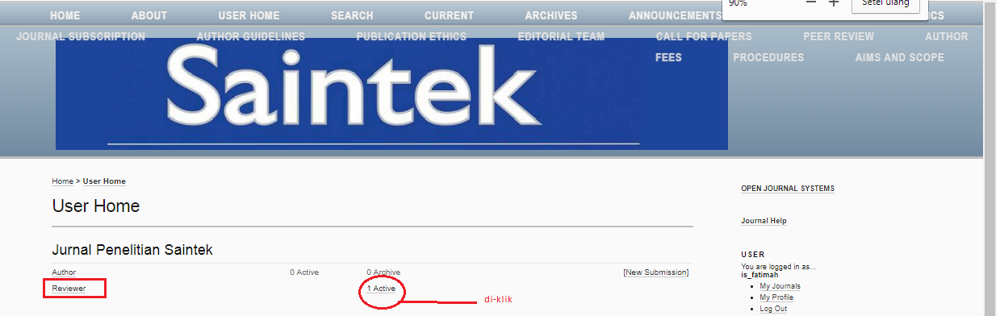 90% Setel ulang
HOME ABOUT USER HOME SEARCH CURRENT ARCHIVES ANNOUNCEMENTS
JOURNAL SUBSCRIPTION AUTHOR GUIDELINES PUBLICATION ETHICS EDITORIAL TEAM CALL FOR PAPERS PEER REVIEW AUTHOR
FEES PROCEDURES AIMS AND SCOPE
Saintek
Home > User Home
User Home
Jurnal Penelitian Saintek
Author 0 Active 0 Archive [New Submission]
Reviewer 1 Active
di-klik
OPEN JOURNAL SYSTEMS
Journal Help
USER
You are logged in as...
is_fatimah
My Journals
My Profile
Log Out